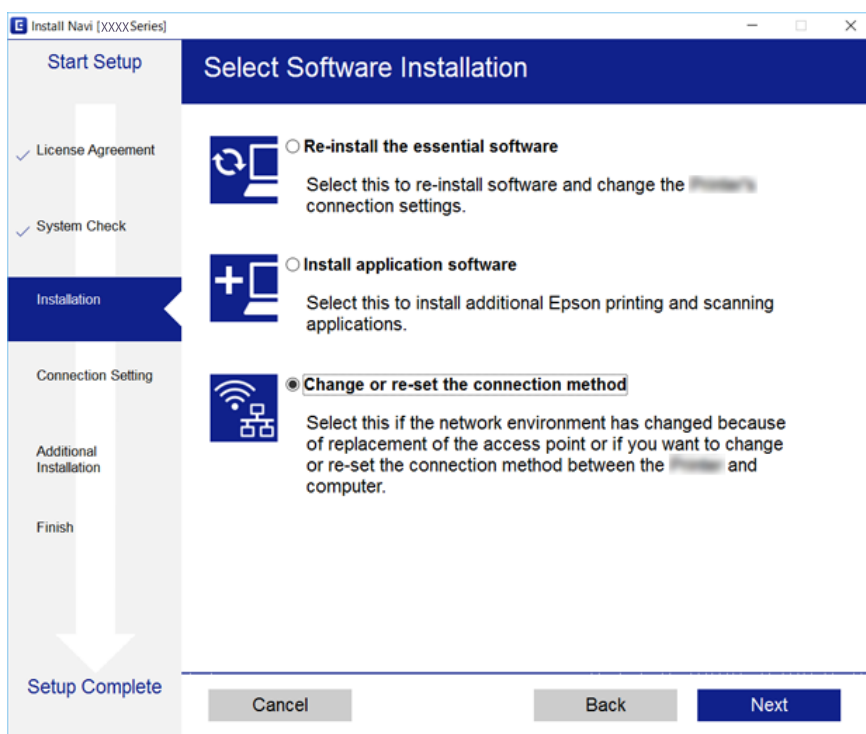 Install Navi [XXXX Series]
Start Setup
License Agreement
System Check
Installation
Connection Setting
Additional
Installation
Finish
Setup Complete
Select Software Installation
Re-install the essential software
Select this to re-install software and change the
connection settings.
Install application software
Select this to install additional Epson printing and scanning
applications.
Change or re-set the connection method
Select this if the network environment has changed because
of replacement of the access point or if you want to change
or re-set the connection method between the and
computer.
Cancel
Back
Next